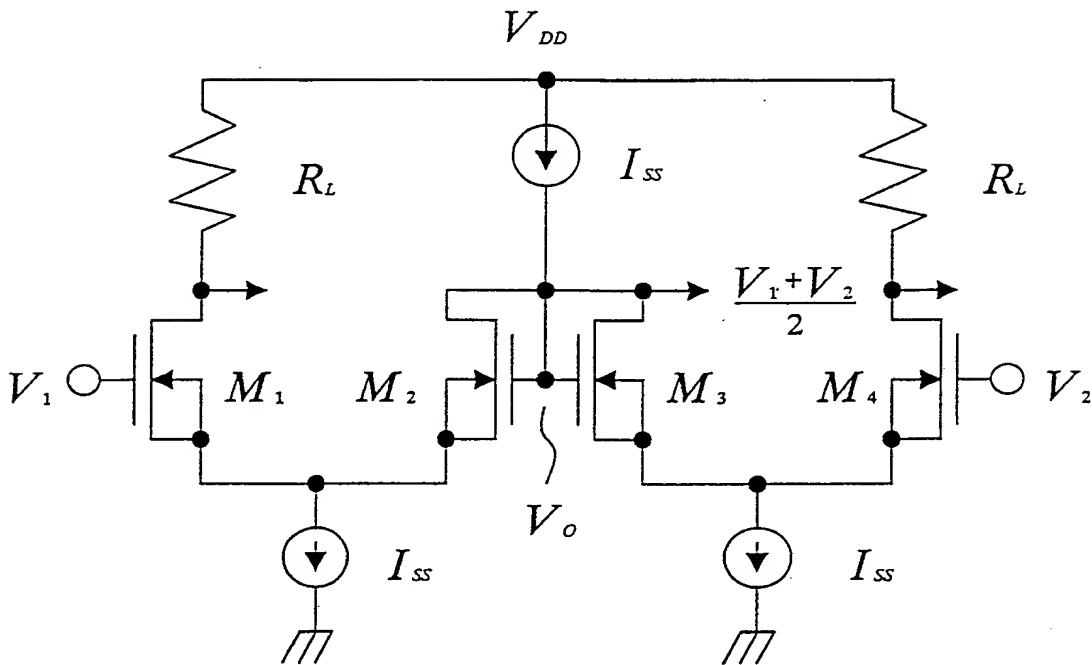 V_DD
R_L
I_SS
R_L
V_1 + V_2
2
V_1
M_1
M_2
M_3
M_4
V_2
V_O
I_SS
I_SS